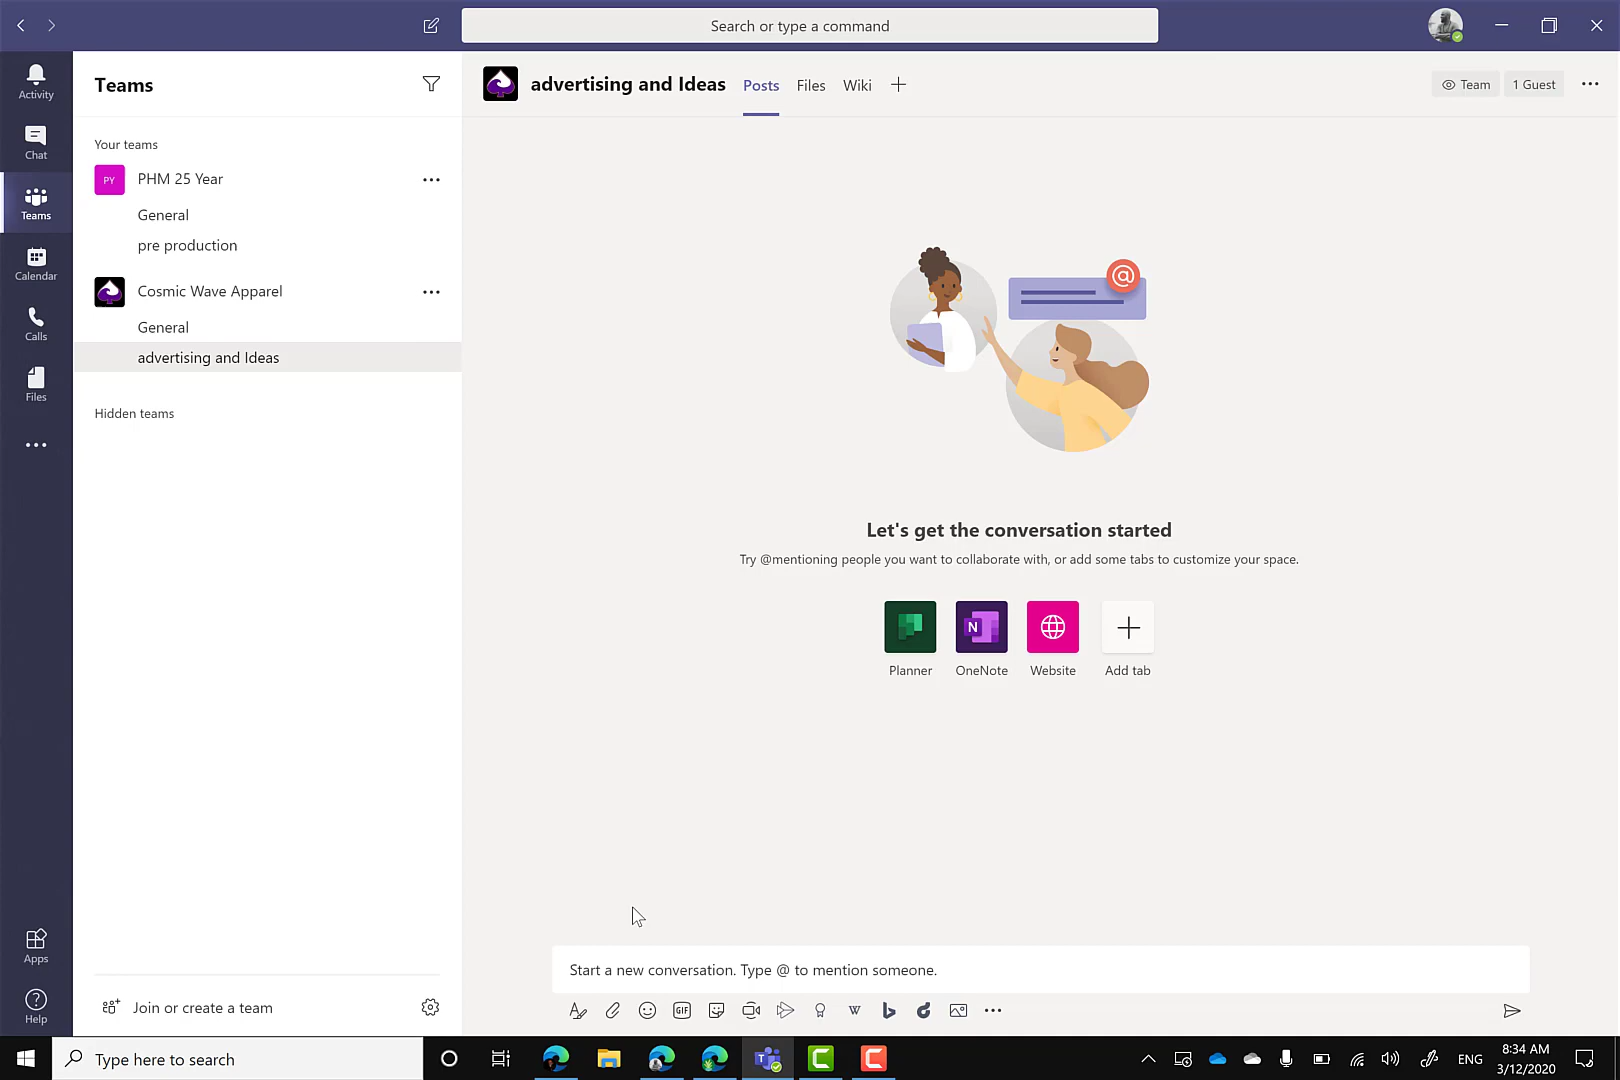 Search or type a command
Activity
Chat
Teams
Calendar
Calls
Files
Apps
Help
Teams
Your teams
PY
PHM 25 Year
General
pre production
Cosmic Wave Apparel
General
advertising and Ideas
Hidden teams
Join or create a team
advertising and Ideas
Posts
Files
Wiki
Team
1 Guest
@
Let's get the conversation started
Try @mentioning people you want to collaborate with, or add some tabs to customize your space.
N
Planner
OneNote
Website
Add tab
Start a new conversation. Type @ to mention someone.
GIF
W
Type here to search
ENG
8:34 AM
3/12/2020